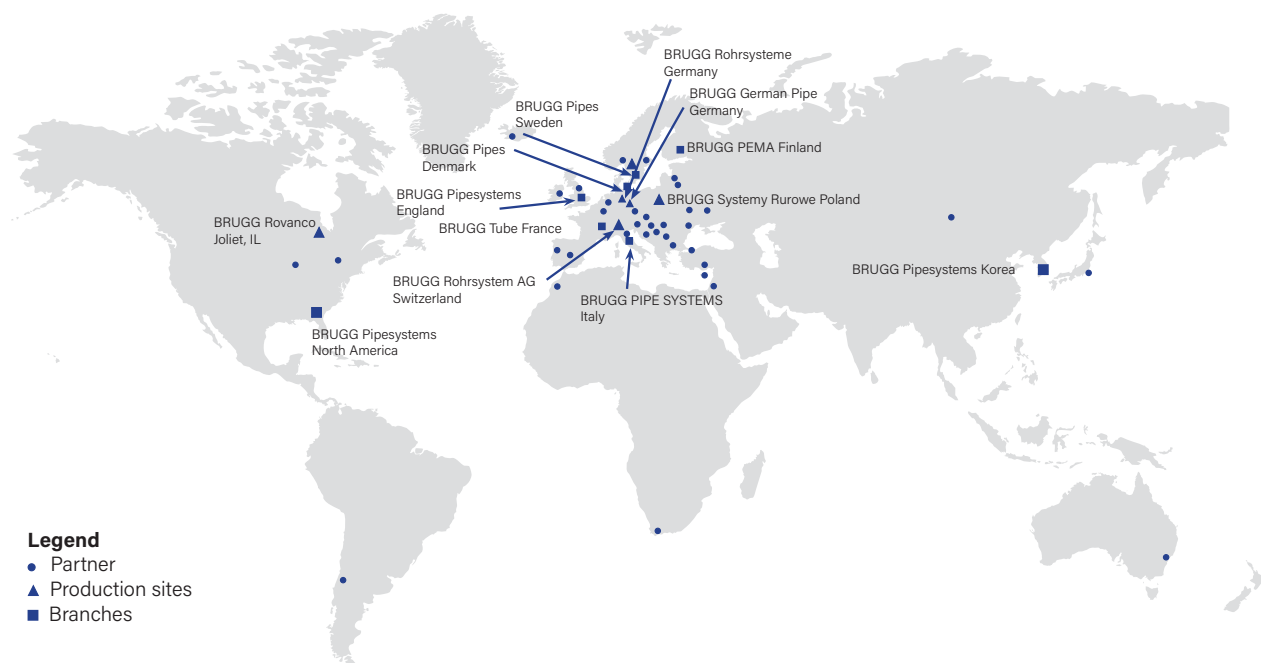 BRUGG Rohrsysteme
Germany
BRUGG German Pipe
Germany
BRUGG Pipes
Sweden
BRUGG Pipes
Denmark
BRUGG PEMA Finland
BRUGG Pipesystems
England
BRUGG Systemy Rurowe Poland
BRUGG Rovanco
Joliet, IL
BRUGG Tube France
BRUGG Rohrsystem AG
Switzerland
BRUGG PIPE SYSTEMS
Italy
BRUGG Pipesystems Korea
BRUGG Pipesystems
North America
Legend
Partner
Production sites
Branches